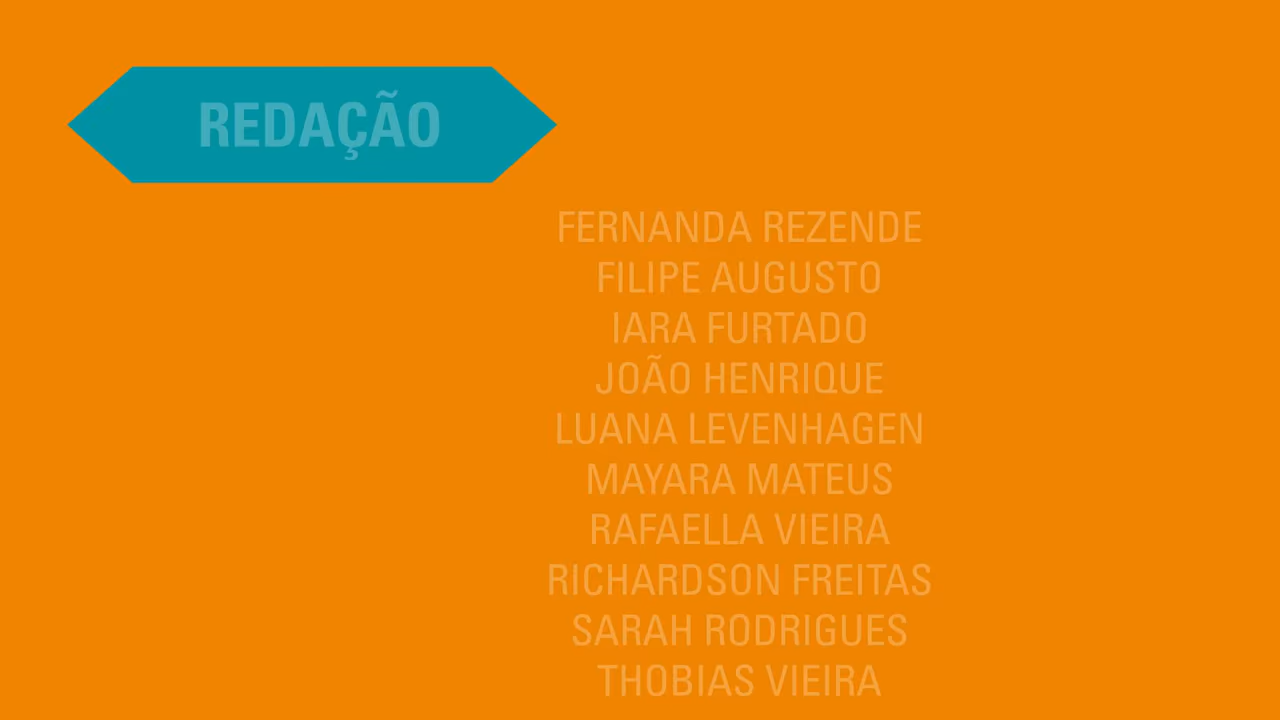 REDAÇÃO
FERNANDA REZENDE
FILIPE AUGUSTO
IARA FURTADO
JOÃO HENRIQUE
LUANA LEVENHAGEN
MAYARA MATEUS
RAFAELLA VIEIRA
RICHARDSON FREITAS
SARAH RODRIGUES
THOBIAS VIEIRA